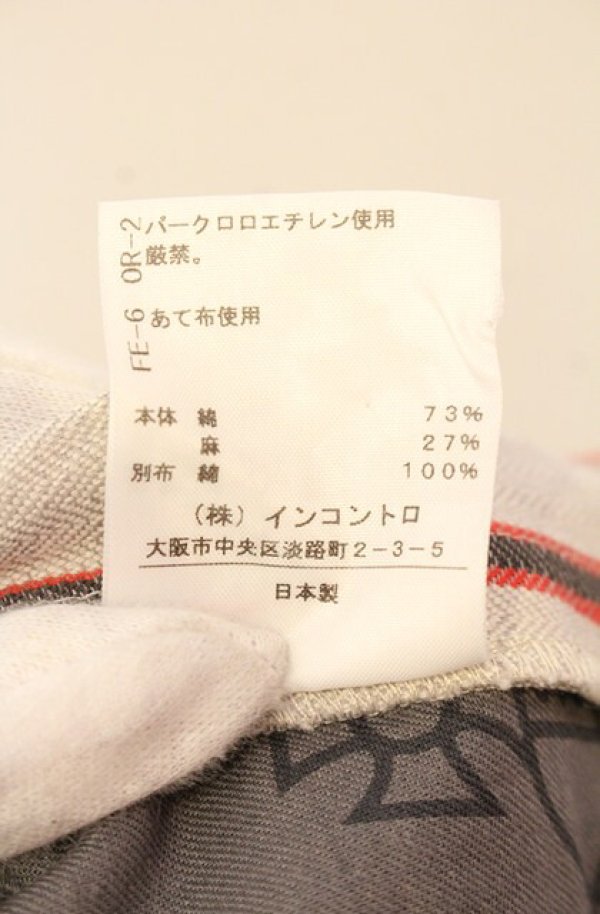 OR-2
パークロロエチレン使用
厳禁。
FE-6
あて布使用
本体 綿 73%
麻 27%
別布 綿 100%
（株）インコントロ
大阪市中央区淡路町2-3-5
日本製